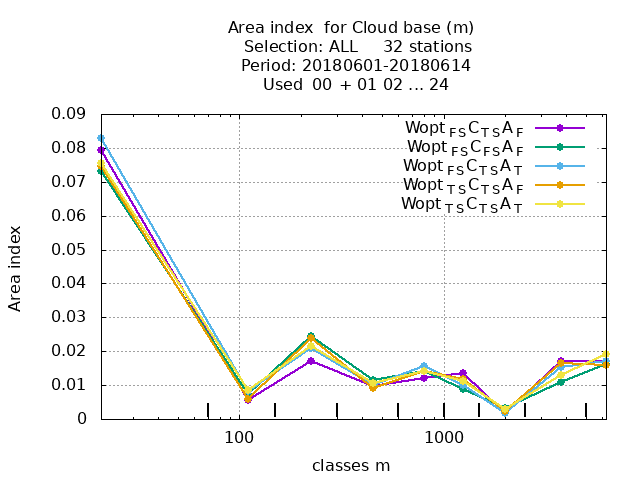 Area index  for Cloud base (m)
Selection: ALL     32 stations
Period: 20180601-20180614
Used  00 + 01 02 ... 24
Wopt FS C TS A F
Wopt FS C FS A F
Wopt FS C TS A T
Wopt TS C TS A F
Wopt TS C TS A T
0.09
0.08
0.07
0.06
0.05
0.04
0.03
0.02
0.01
0
Area index
100 1000
classes m